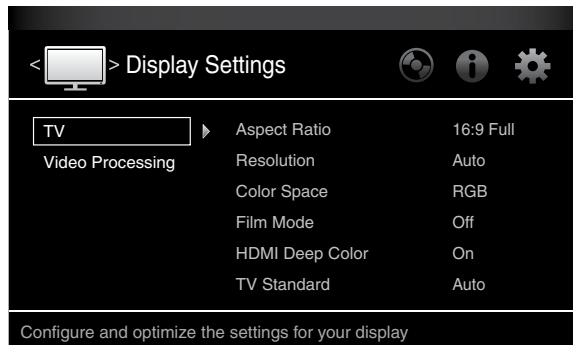 < > Display Settings
TV
Video Processing
Aspect Ratio 16:9 Full
Resolution Auto
Color Space RGB
Film Mode Off
HDMI Deep Color On
TV Standard Auto
Configure and optimize the settings for your display